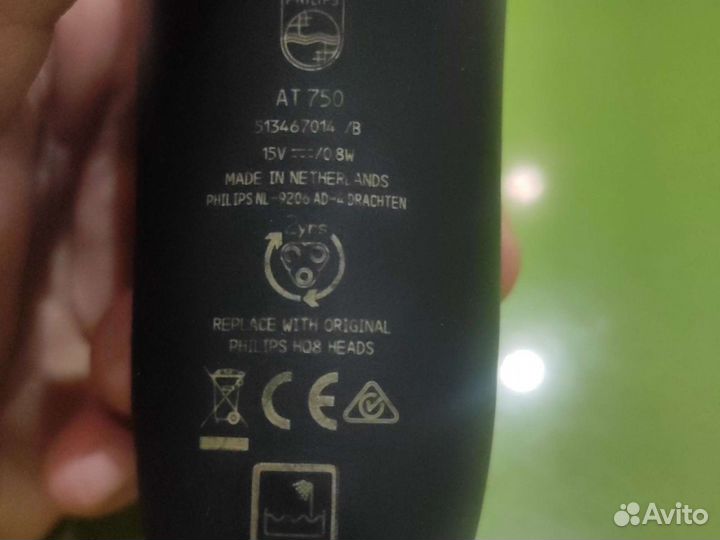 PHILIPS
AT 750
513467014 /B
15V ⎓/0.8W
MADE IN NETHERLANDS
PHILIPS NL-9206 AD-4 DRACHTEN
2yrs
REPLACE WITH ORIGINAL
PHILIPS HQ8 HEADS
CE
Avito